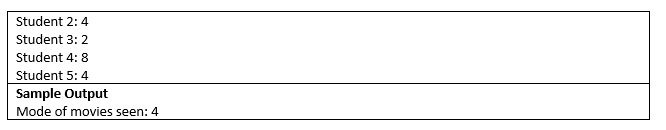 Student 2: 4
Student 3: 2
Student 4: 8
Student 5: 4
Sample Output
Mode of movies seen: 4